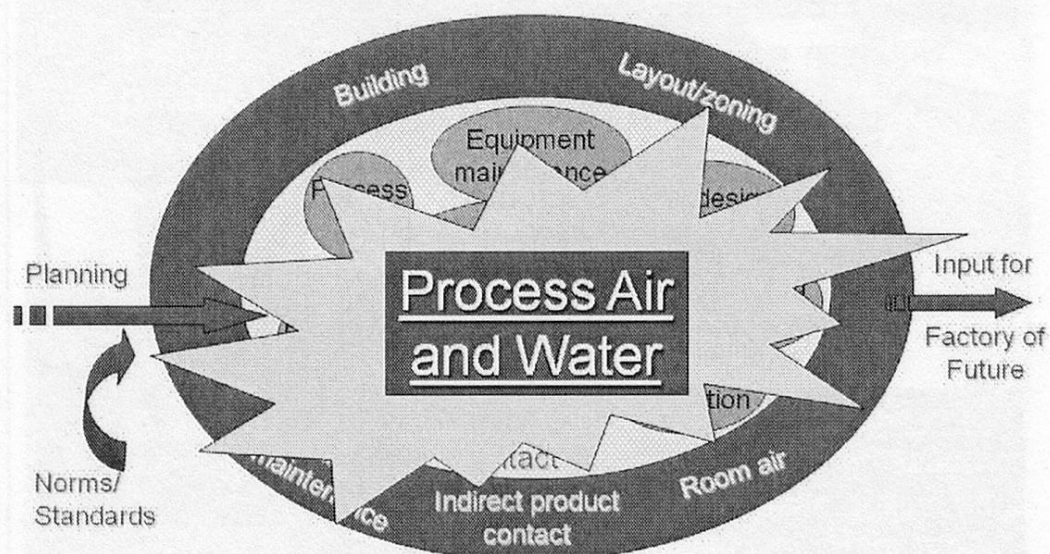 Building
Layout/zoning
Equipment
Process
Planning
Process Air
and Water
Input for
Factory of
Future
Norms/
Standards
Room air
Indirect product
contact